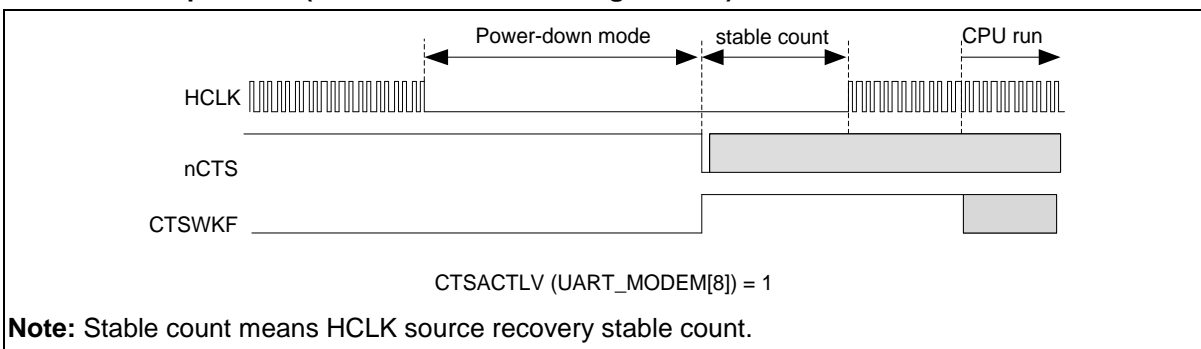 Power-down mode stable count CPU run
HCLK
nCTS
CTSWKF
CTSACTLV (UART_MODEM[8]) = 1
Note: Stable count means HCLK source recovery stable count.